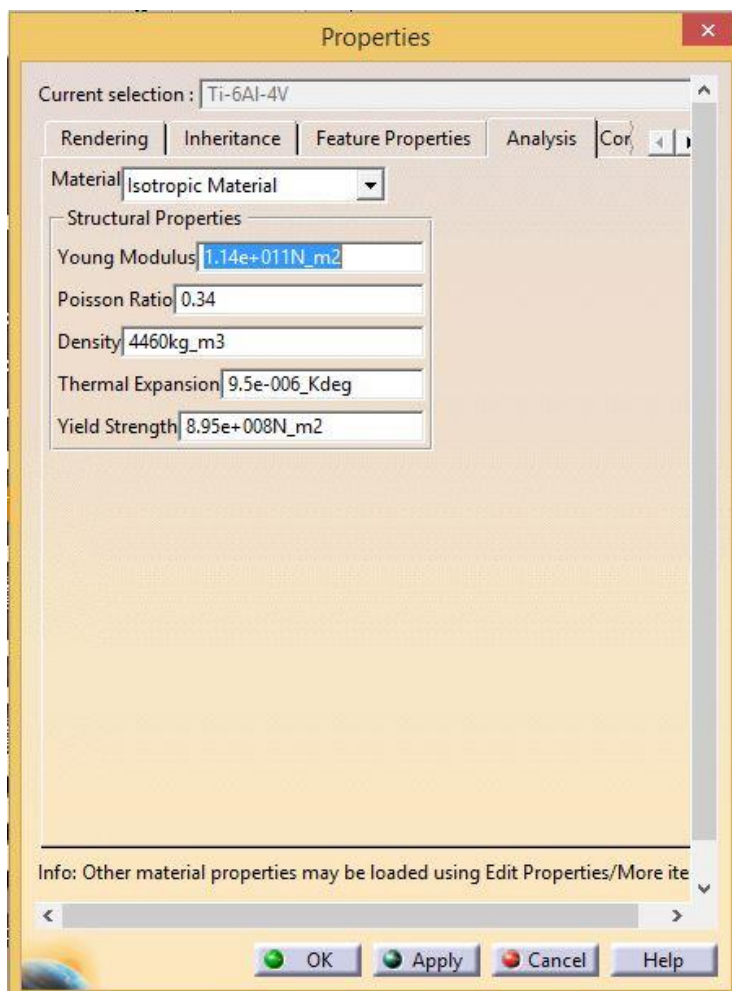 Properties
Current selection : Ti-6Al-4V
Rendering Inheritance Feature Properties Analysis Cor
Material Isotropic Material
Structural Properties
Young Modulus 1.14e+011N_m2
Poisson Ratio 0.34
Density 4460kg_m3
Thermal Expansion 9.5e-006_Kdeg
Yield Strength 8.95e+008N_m2
Info: Other material properties may be loaded using Edit Properties/More ite
OK Apply Cancel Help